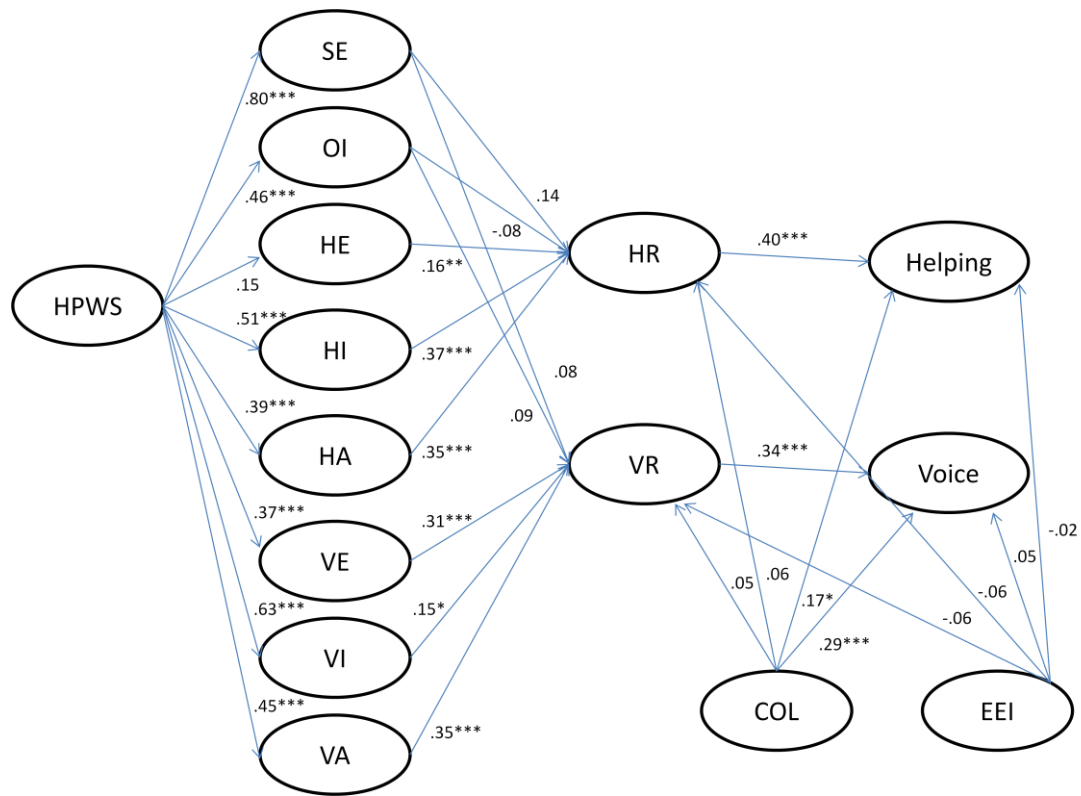 SE
.80***
OI
.14
.46***
HE
-.08
HR
.40***
Helping
.16**
.15
HPWS
.51***
HI
.37***
.08
.39***
.09
HA
.35***
VR
.34***
Voice
.37***
.31***
VE
-.02
.05
.06
.05
-.06
.63***
.15*
.17*
-.06
VI
.29***
.45***
.35***
COL
EEI
VA